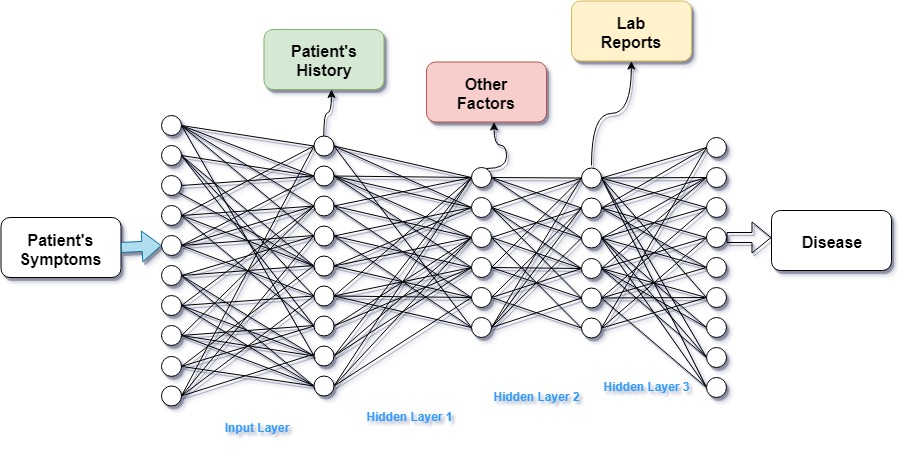 Lab
Reports
Patient's
History
Other
Factors
Patient's
Symptoms
Disease
Input Layer
Hidden Layer 1
Hidden Layer 2
Hidden Layer 3